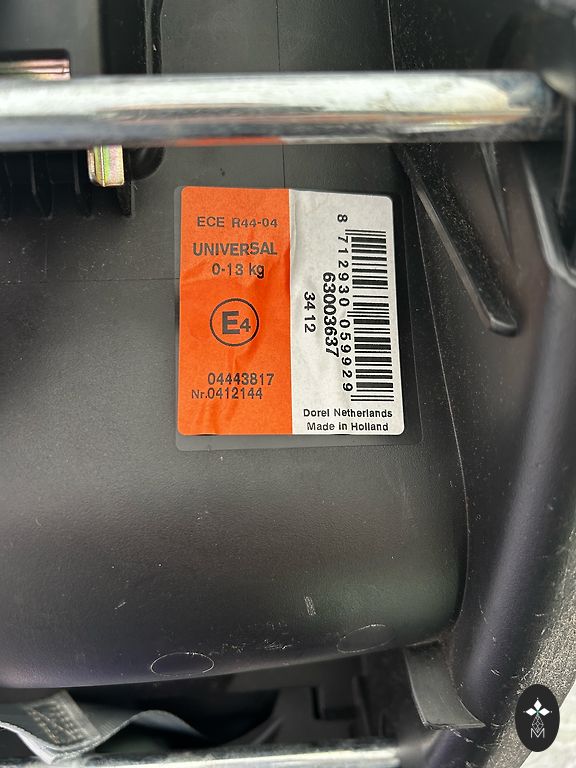 ECE R44-04
UNIVERSAL
0-13 kg
E4
04443817
Nr.0412144
8 712930 059929
63003637
34 12
Dorel Netherlands
Made in Holland